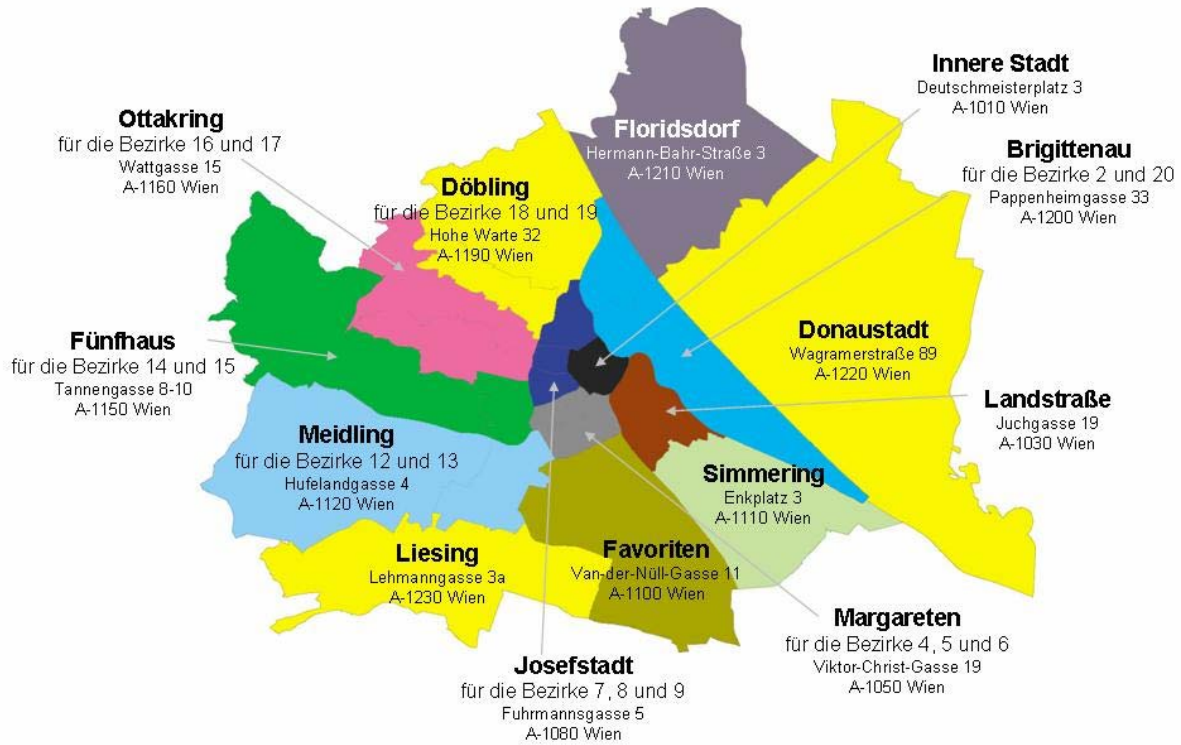 Innere Stadt
Deutschmeisterplatz 3
A-1010 Wien
Ottakring
für die Bezirke 16 und 17
Wattgasse 15
A-1160 Wien
Floridsdorf
Hermann-Bahr-Straße 3
A-1210 Wien
Brigittenau
für die Bezirke 2 und 20
Pappenheimgasse 33
A-1200 Wien
Döbling
für die Bezirke 18 und 19
Hohe Warte 32
A-1190 Wien
Fünfhaus
für die Bezirke 14 und 15
Tannengasse 8-10
A-1150 Wien
Donaustadt
Wagramerstraße 89
A-1220 Wien
Landstraße
Juchgasse 19
A-1030 Wien
Meidling
für die Bezirke 12 und 13
Hufelandgasse 4
A-1120 Wien
Simmering
Enkplatz 3
A-1110 Wien
Liesing
Lehmanngasse 3a
A-1230 Wien
Favoriten
Van-der-Nüll-Gasse 11
A-1100 Wien
Margareten
für die Bezirke 4, 5 und 6
Viktor-Christ-Gasse 19
A-1050 Wien
Josefstadt
für die Bezirke 7, 8 und 9
Fuhrmannsgasse 5
A-1080 Wien